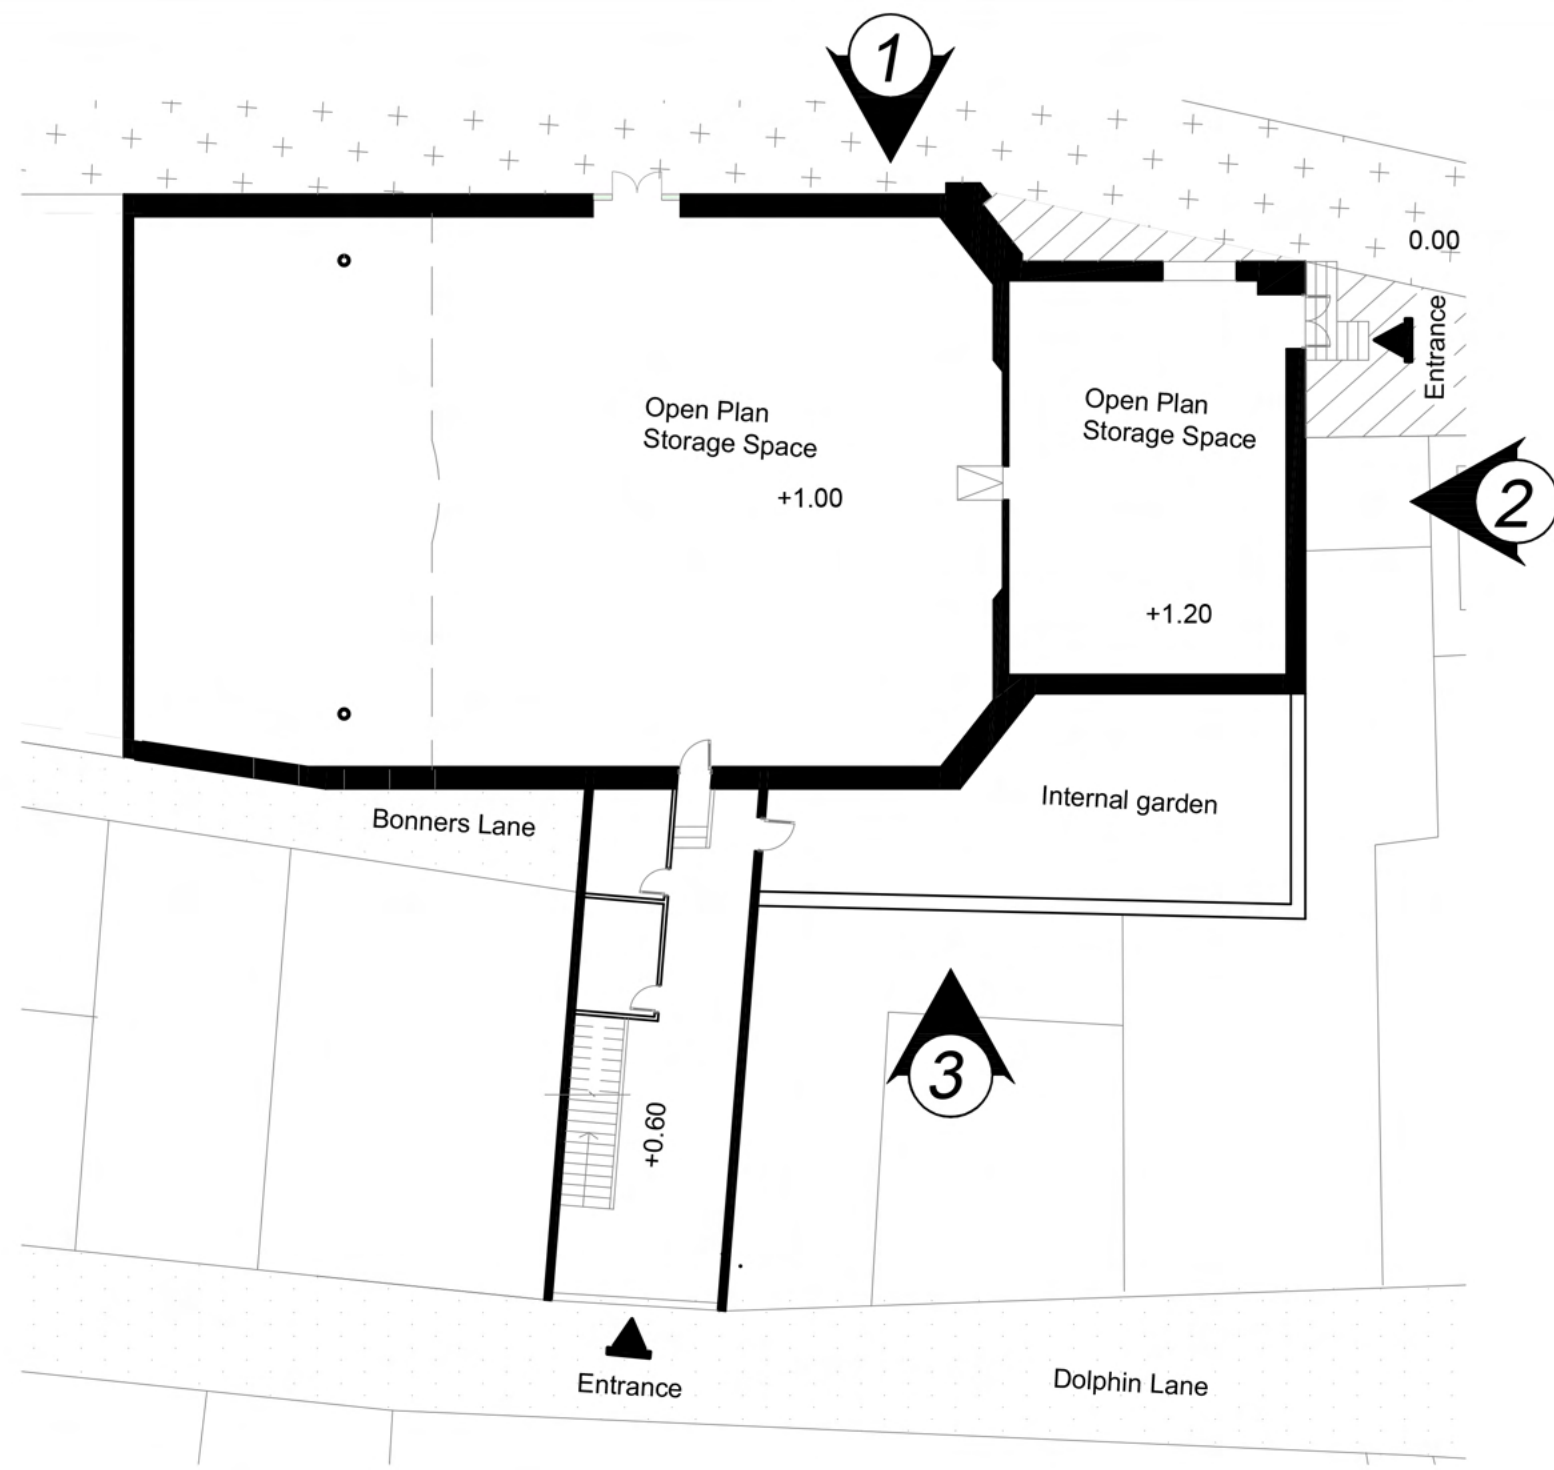 1
0.00
Entrance
Open Plan
Storage Space
+1.00
Open Plan
Storage Space
+1.20
2
Bonners Lane
Internal garden
3
+0.60
Entrance
Dolphin Lane